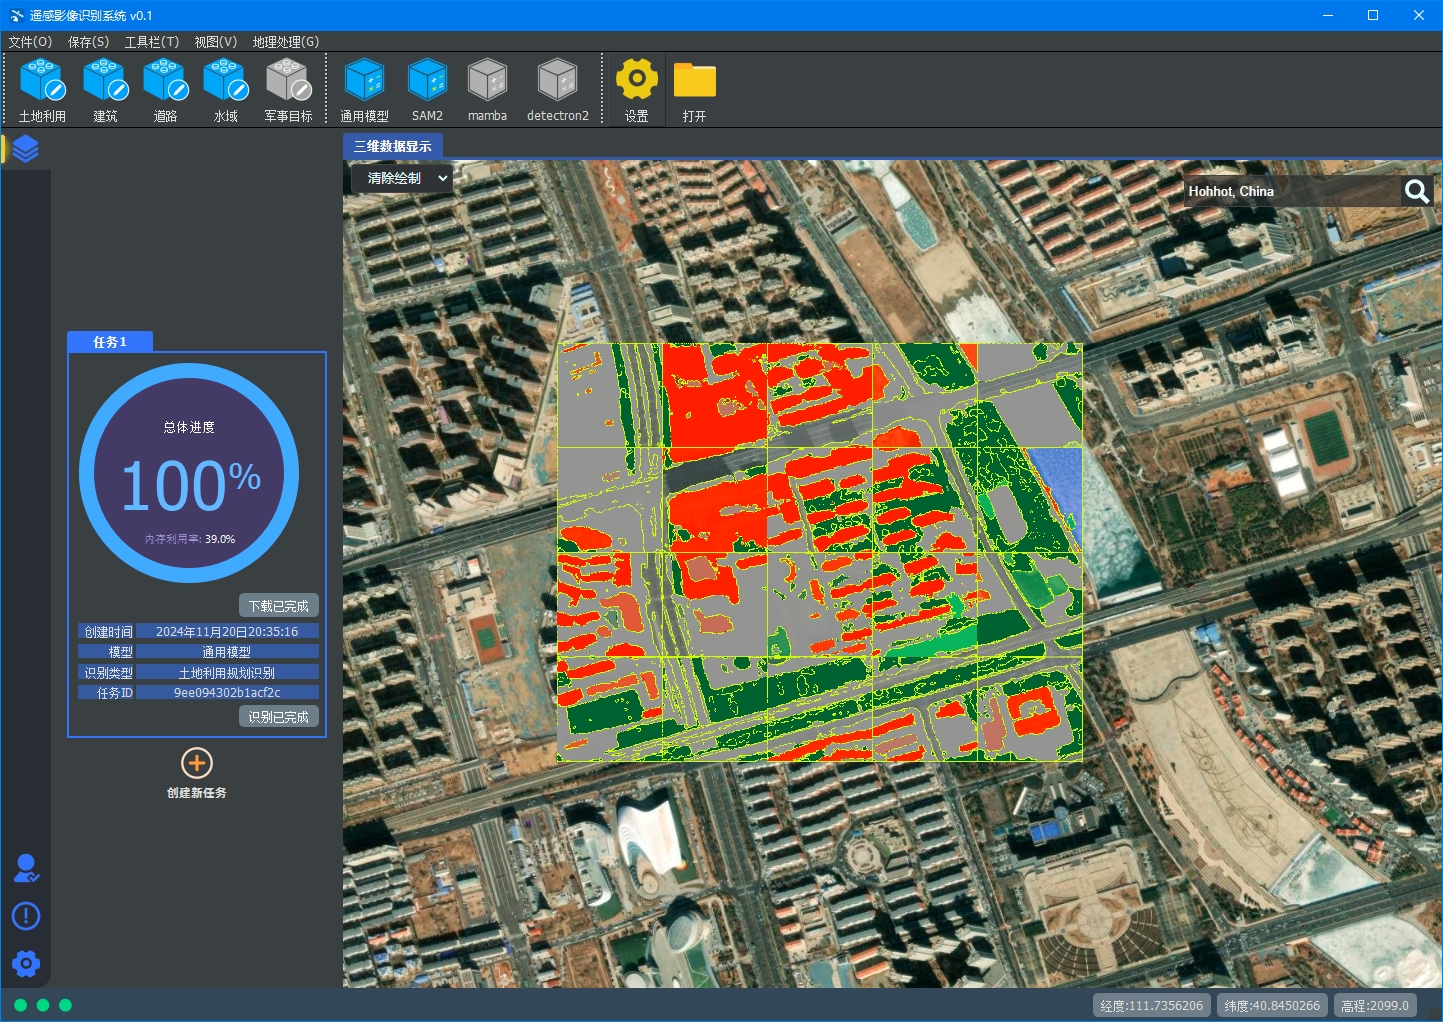 遥感影像识别系统 v0.1
文件(O) 保存(S) 工具栏(T) 视图(V) 地理处理(G)
土地利用 建筑 道路 水域 军事目标 通用模型 SAM2 mamba detectron2 设置 打开
三维数据显示
清除绘制
Hohhot, China
任务1
总体进度
100%
内存利用率: 39.0%
下载已完成
创建时间 2024年11月20日20:35:16
模型 通用模型
识别类型 土地利用规划识别
任务ID 9ee094302b1acf2c
识别已完成
创建新任务
经度:111.7356206 纬度:40.8450266 高程:2099.0